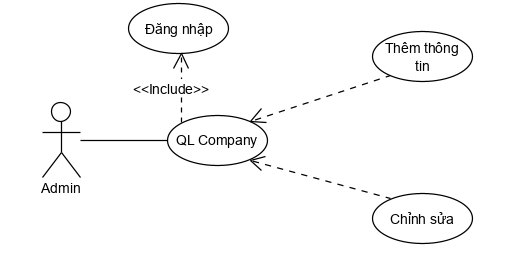 Đăng nhập
Thêm thông
tin
<<Include>>
QL Company
Admin
Chỉnh sửa